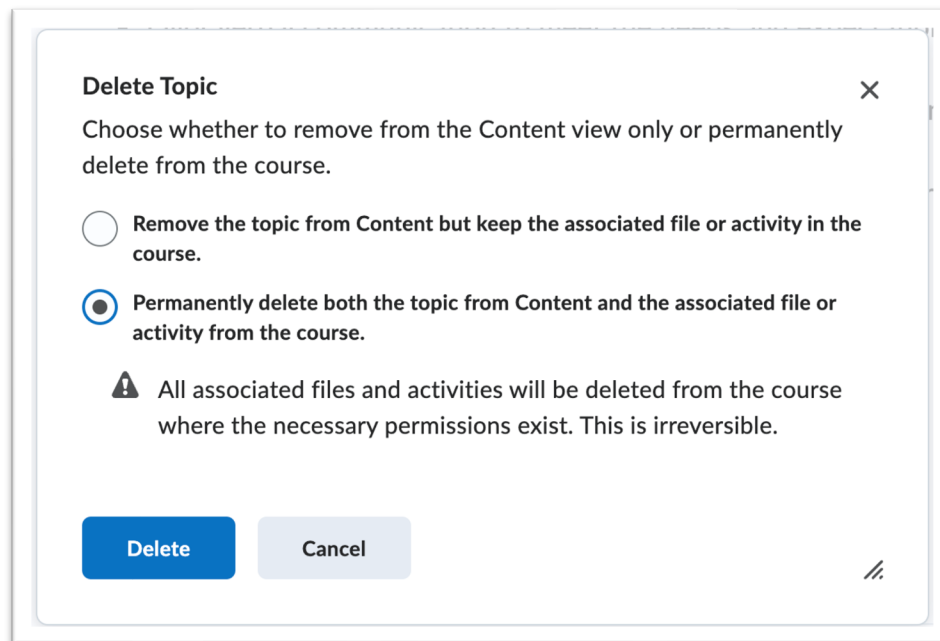 Delete Topic
Choose whether to remove from the Content view only or permanently
delete from the course.
Remove the topic from Content but keep the associated file or activity in the
course.
Permanently delete both the topic from Content and the associated file or
activity from the course.
All associated files and activities will be deleted from the course
where the necessary permissions exist. This is irreversible.
Delete
Cancel